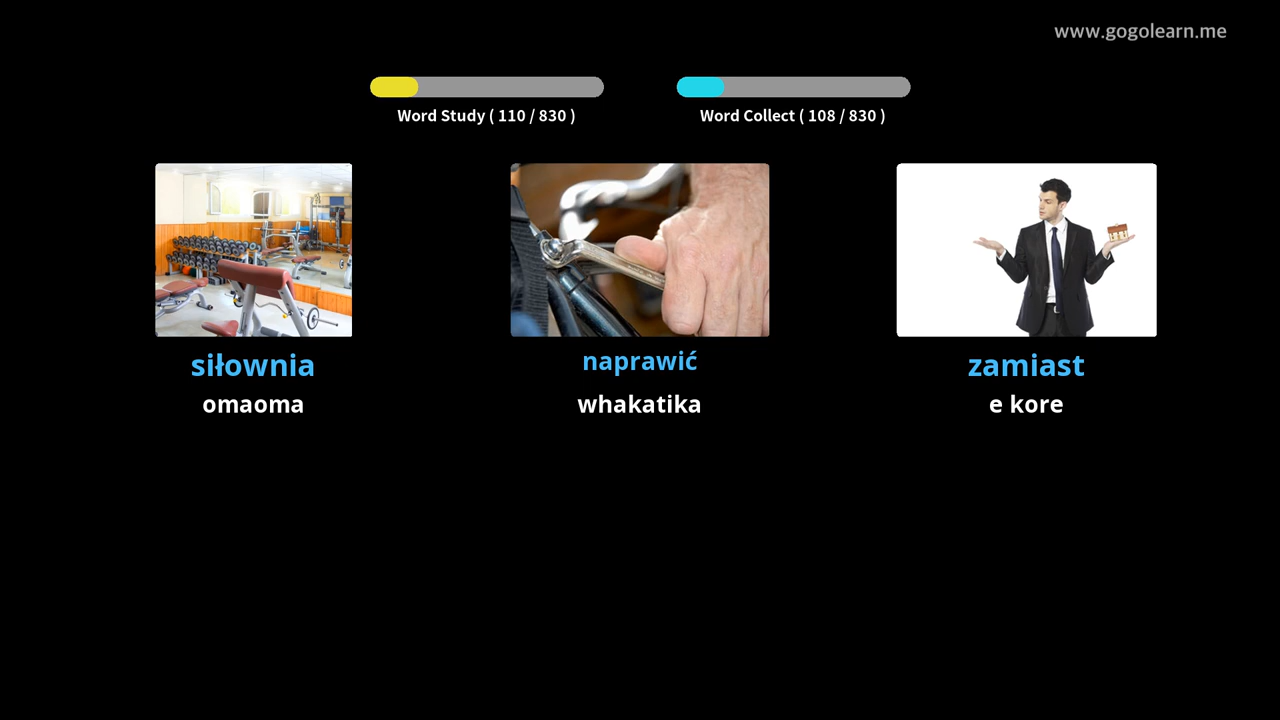 www.gogolearn.me
Word Study ( 110 / 830 )
Word Collect ( 108 / 830 )
siłownia
omaoma
naprawić
whakatika
zamiast
e kore